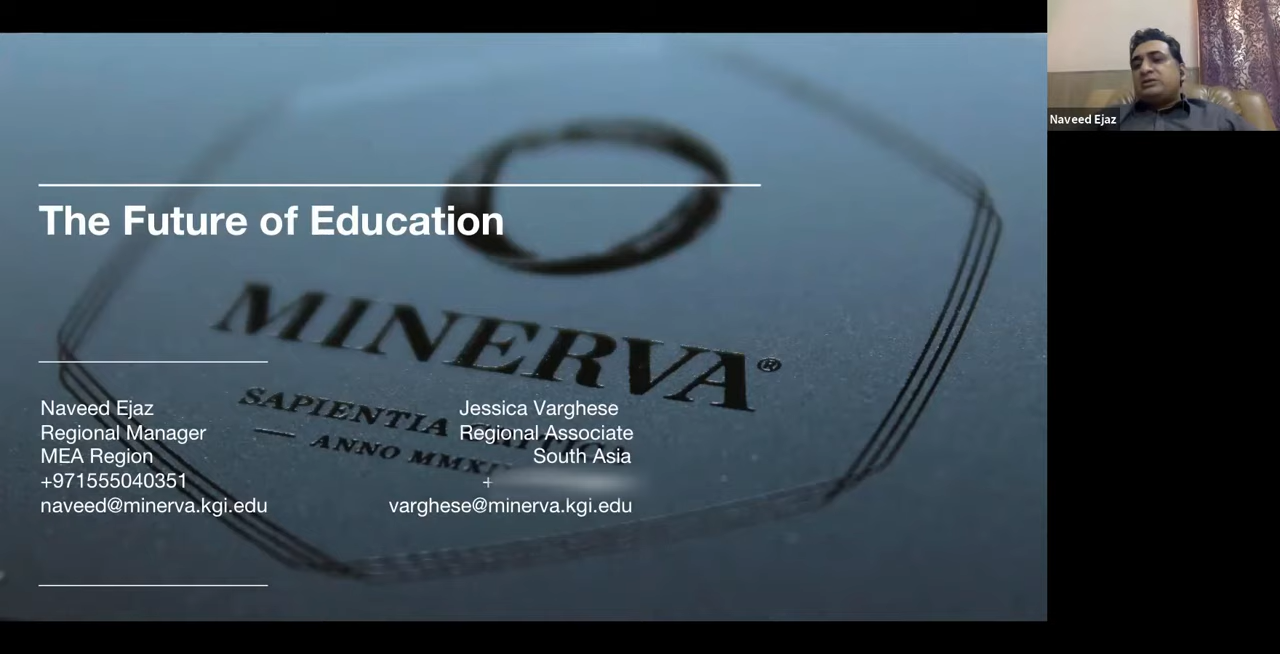 The Future of Education
MINERVA®
SAPIENTIA
ANNO
Naveed Ejaz
Regional Manager
MEA Region
+971555040351
naveed@minerva.kgi.edu
Jessica Varghese
Regional Associate
South Asia
+
varghese@minerva.kgi.edu
Naveed Ejaz